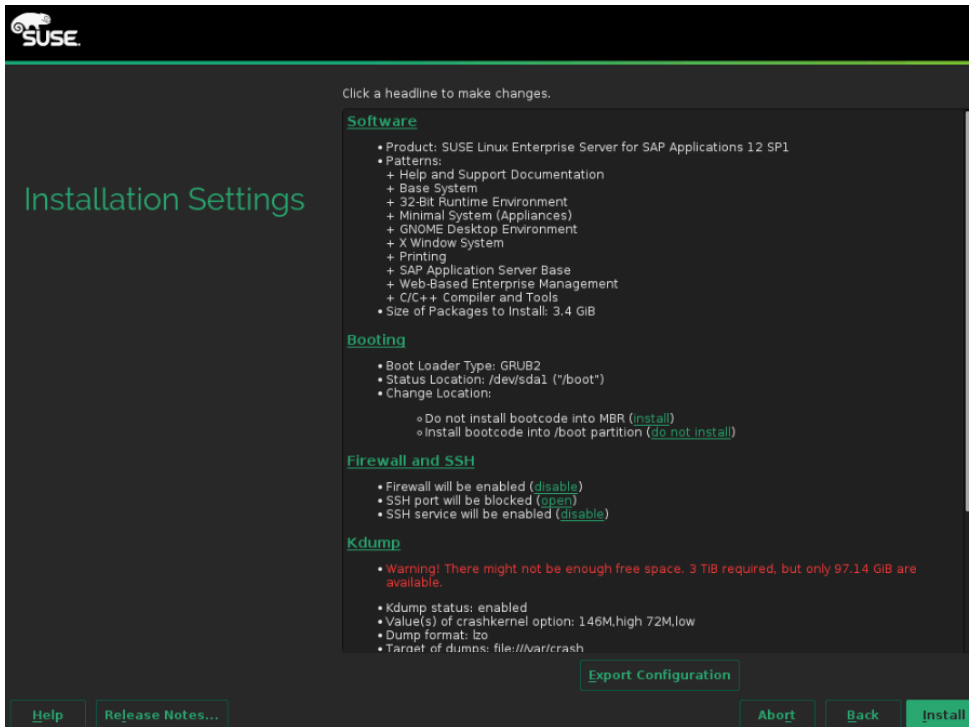 SUSE.
Click a headline to make changes.
Installation Settings
Software
• Product: SUSE Linux Enterprise Server for SAP Applications 12 SP1
• Patterns:
+ Help and Support Documentation
+ Base System
+ 32-Bit Runtime Environment
+ Minimal System (Appliances)
+ GNOME Desktop Environment
+ X Window System
+ Printing
+ SAP Application Server Base
+ Web-Based Enterprise Management
+ C/C++ Compiler and Tools
• Size of Packages to Install: 3.4 GiB
Booting
• Boot Loader Type: GRUB2
• Status Location: /dev/sda1 ("/boot")
• Change Location:
◦ Do not install bootcode into MBR (install)
◦ Install bootcode into /boot partition (do not install)
Firewall and SSH
• Firewall will be enabled (disable)
• SSH port will be blocked (open)
• SSH service will be enabled (disable)
Kdump
• Warning! There might not be enough free space. 3 TiB required, but only 97.14 GiB are
available.
• Kdump status: enabled
• Value(s) of crashkernel option: 146M,high 72M,low
• Dump format: lzo
• Target of dumps: file:///var/crash
Export Configuration
Help
Release Notes...
Abort
Back
Install